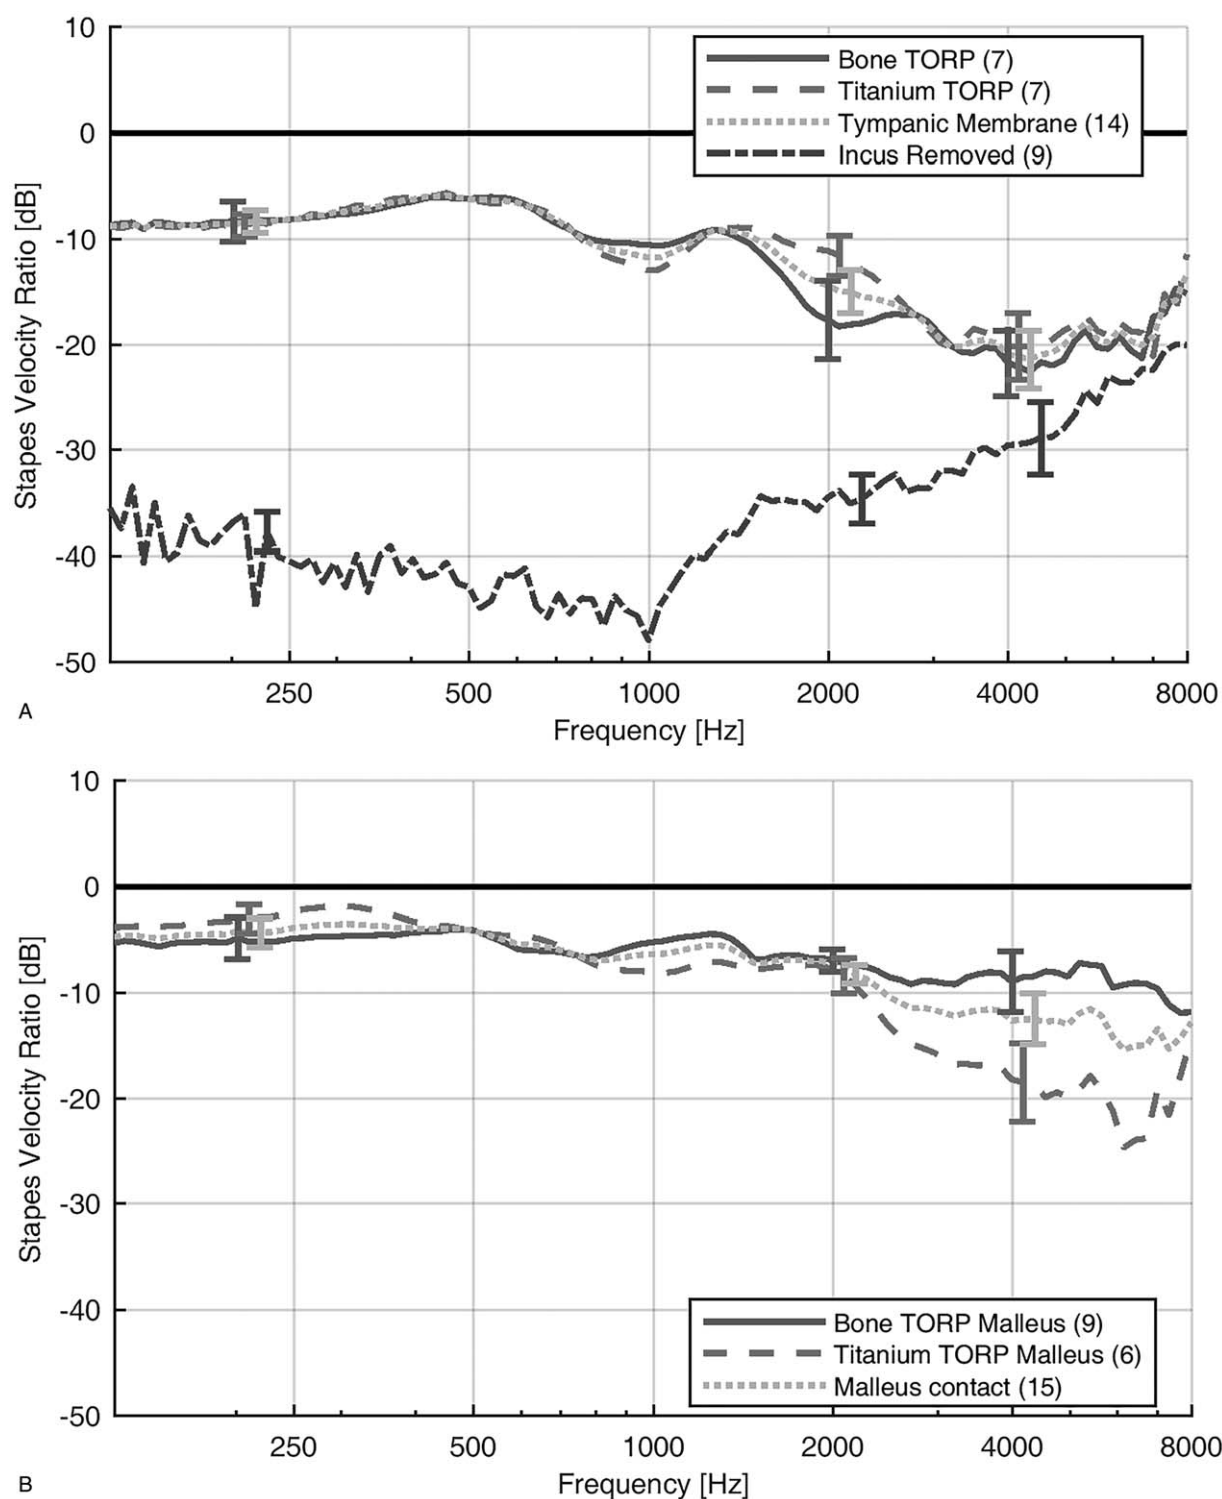 10
0
-10
-20
-30
-40
-50
Stapes Velocity Ratio [dB]
Bone TORP (7)
Titanium TORP (7)
Tympanic Membrane (14)
Incus Removed (9)
250 500 1000 2000 4000 8000
Frequency [Hz]
A
10
0
-10
-20
-30
-40
-50
Stapes Velocity Ratio [dB]
Bone TORP Malleus (9)
Titanium TORP Malleus (6)
Malleus contact (15)
250 500 1000 2000 4000 8000
Frequency [Hz]
B